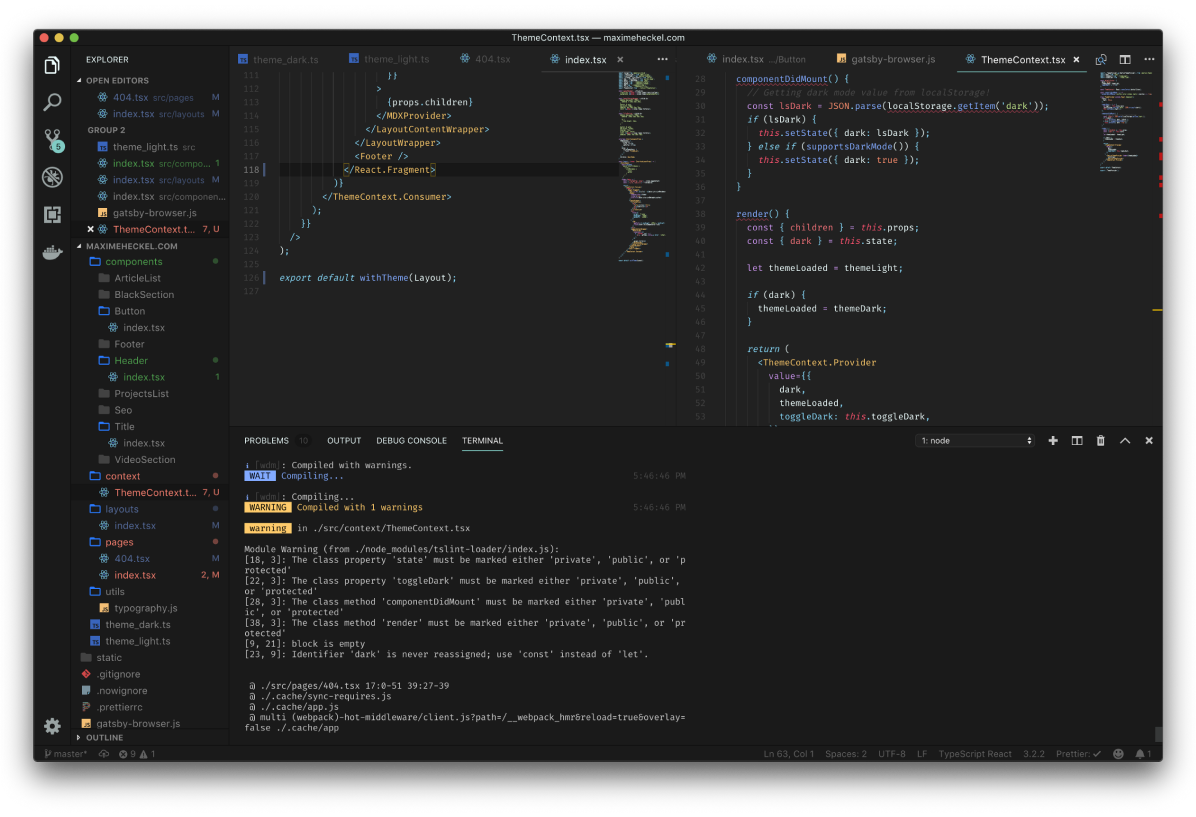 ThemeContext.tsx — maximeheckel.com
EXPLORER
OPEN EDITORS
404.tsx src/pages M
index.tsx src/layouts M
GROUP 2
theme_light.ts src
index.tsx src/compo... 1
index.tsx src/layouts M
index.tsx src/componen...
gatsby-browser.js
ThemeContext.t... 7, U
MAXIMEHECKEL.COM
components
ArticleList
BlackSection
Button
index.tsx
Footer
Header
index.tsx 1
ProjectsList
Seo
Title
index.tsx
VideoSection
context
ThemeContext.t... 7, U
layouts
index.tsx M
pages
404.tsx M
index.tsx 2, M
utils
typography.js
theme_dark.ts
theme_light.ts
static
.gitignore
.nowignore
.prettierrc
gatsby-browser.js
OUTLINE
5
theme_dark.ts theme_light.ts 404.tsx index.tsx
111 }}
112 >
113 {props.children}
114 </MDXProvider>
115 </LayoutContentWrapper>
116 </LayoutWrapper>
117 <Footer />
118 </React.Fragment>
119 )}
120 </ThemeContext.Consumer>
121 );
122 }}
123 />
124 );
125
126 export default withTheme(Layout);
127
index.tsx .../Button gatsby-browser.js ThemeContext.tsx
28 componentDidMount() {
29 // Getting dark mode value from localStorage!
30 const lsDark = JSON.parse(localStorage.getItem('dark'));
31 if (lsDark) {
32 this.setState({ dark: lsDark });
33 } else if (supportsDarkMode()) {
34 this.setState({ dark: true });
35 }
36 }
37
38 render() {
39 const { children } = this.props;
40 const { dark } = this.state;
41
42 let themeLoaded = themeLight;
43
44 if (dark) {
45 themeLoaded = themeDark;
46 }
47
48 return (
49 <ThemeContext.Provider
50 value={{
51 dark,
52 themeLoaded,
53 toggleDark: this.toggleDark,
PROBLEMS 10 OUTPUT DEBUG CONSOLE TERMINAL 1: node
i [wdm]: Compiled with warnings.
WAIT Compiling... 5:46:46 PM
i [wdm]: Compiling...
WARNING Compiled with 1 warnings 5:46:46 PM
warning in ./src/context/ThemeContext.tsx
Module Warning (from ./node_modules/tslint-loader/index.js):
[18, 3]: The class property 'state' must be marked either 'private', 'public', or 'p
rotected'
[22, 3]: The class property 'toggleDark' must be marked either 'private', 'public',
or 'protected'
[28, 3]: The class method 'componentDidMount' must be marked either 'private', 'publ
ic', or 'protected'
[38, 3]: The class method 'render' must be marked either 'private', 'public', or 'pr
otected'
[9, 21]: block is empty
[23, 9]: Identifier 'dark' is never reassigned; use 'const' instead of 'let'.
@ ./src/pages/404.tsx 17:0-51 39:27-39
@ ./.cache/sync-requires.js
@ ./.cache/app.js
@ multi (webpack)-hot-middleware/client.js?path=/__webpack_hmr&reload=true&overlay=
false ./.cache/app
master* 9 1 Ln 63, Col 1 Spaces: 2 UTF-8 LF TypeScript React 3.2.2 Prettier: ✓ 1